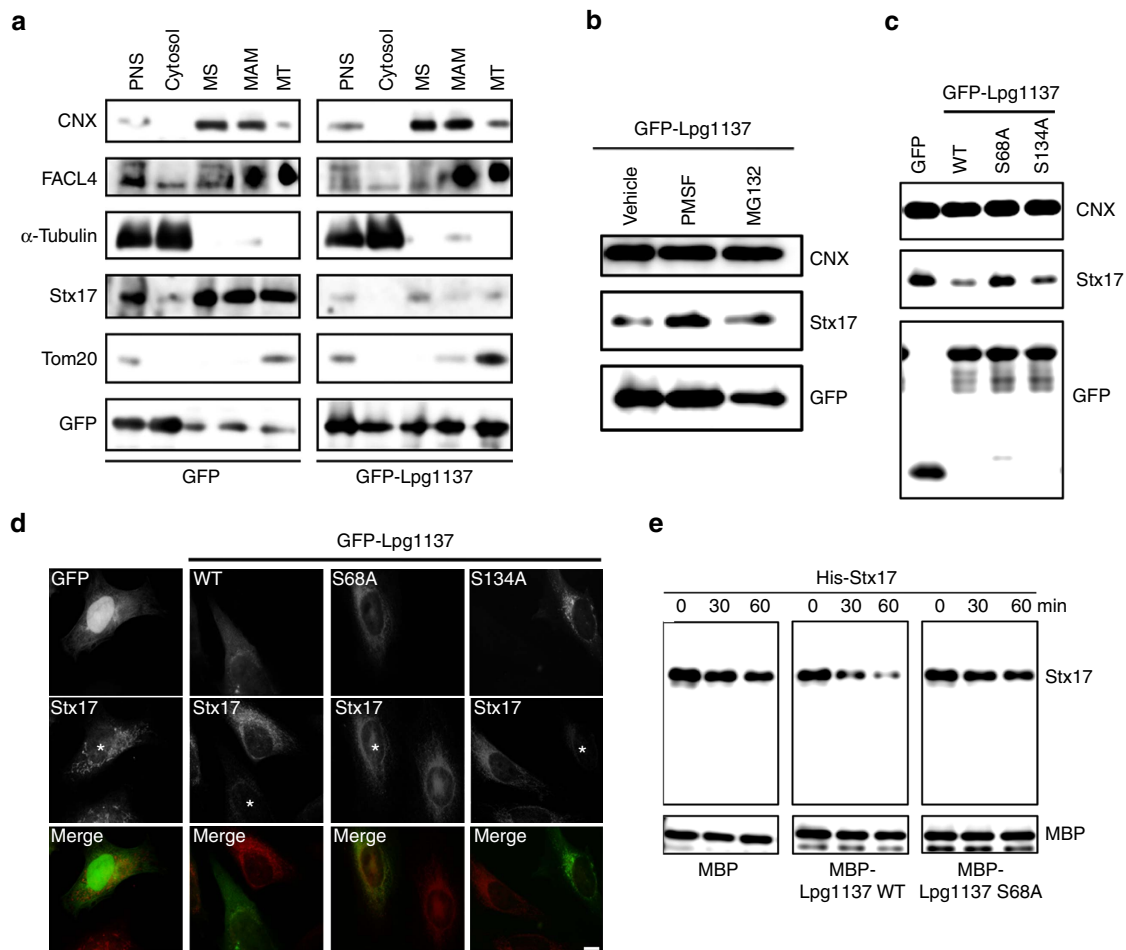 a
PNS Cytosol MS MAM MT PNS Cytosol MS MAM MT
CNX
FACL4
α-Tubulin
Stx17
Tom20
GFP
GFP GFP-Lpg1137
b
GFP-Lpg1137
Vehicle PMSF MG132
CNX
Stx17
GFP
c
GFP-Lpg1137
GFP WT S68A S134A
CNX
Stx17
GFP
d
GFP-Lpg1137
GFP WT S68A S134A
Stx17 Stx17 Stx17 Stx17
* * * *
Merge Merge Merge Merge
e
His-Stx17
0 30 60 0 30 60 0 30 60 min
Stx17
MBP
MBP MBP- MBP-
Lpg1137 WT Lpg1137 S68A